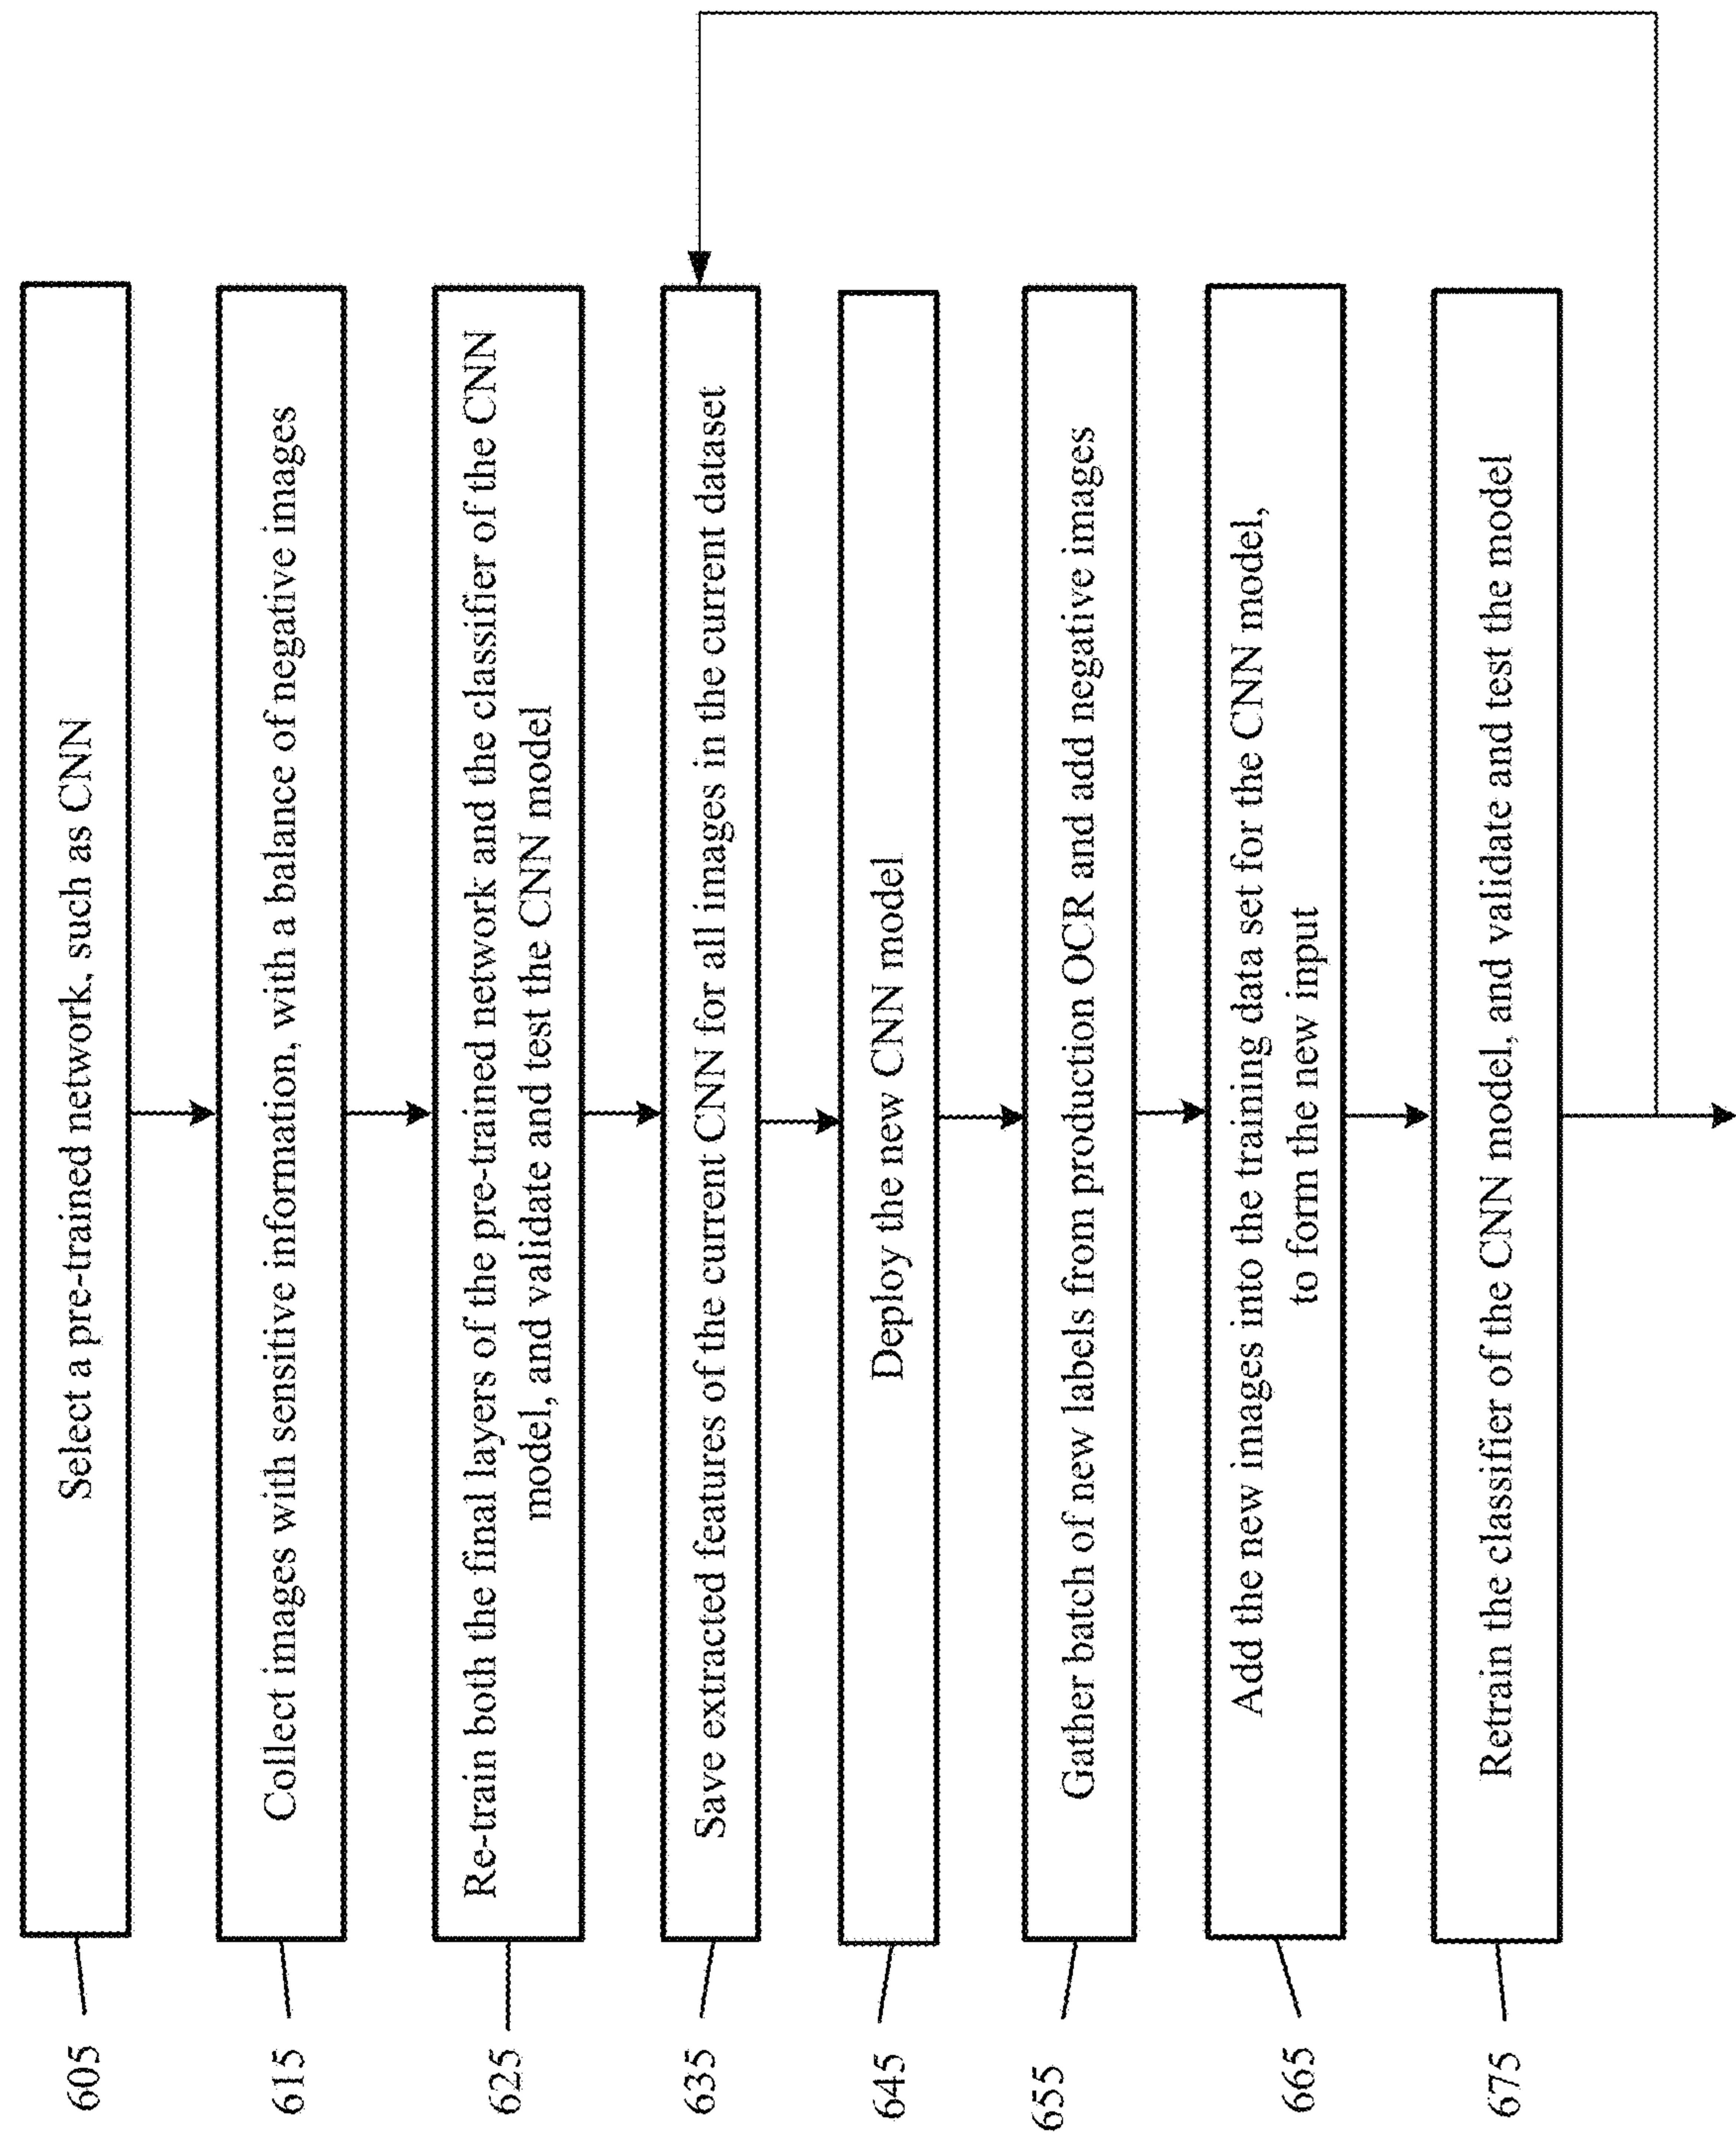 605
Select a pre-trained network, such as CNN
615
Collect images with sensitive information, with a balance of negative images
625
Re-train both the final layers of the pre-trained network and the classifier of the CNN
model, and validate and test the CNN model
635
Save extracted features of the current CNN for all images in the current dataset
645
Deploy the new CNN model
655
Gather batch of new labels from production OCR and add negative images
665
Add the new images into the training data set for the CNN model,
to form the new input
675
Retrain the classifier of the CNN model, and validate and test the model